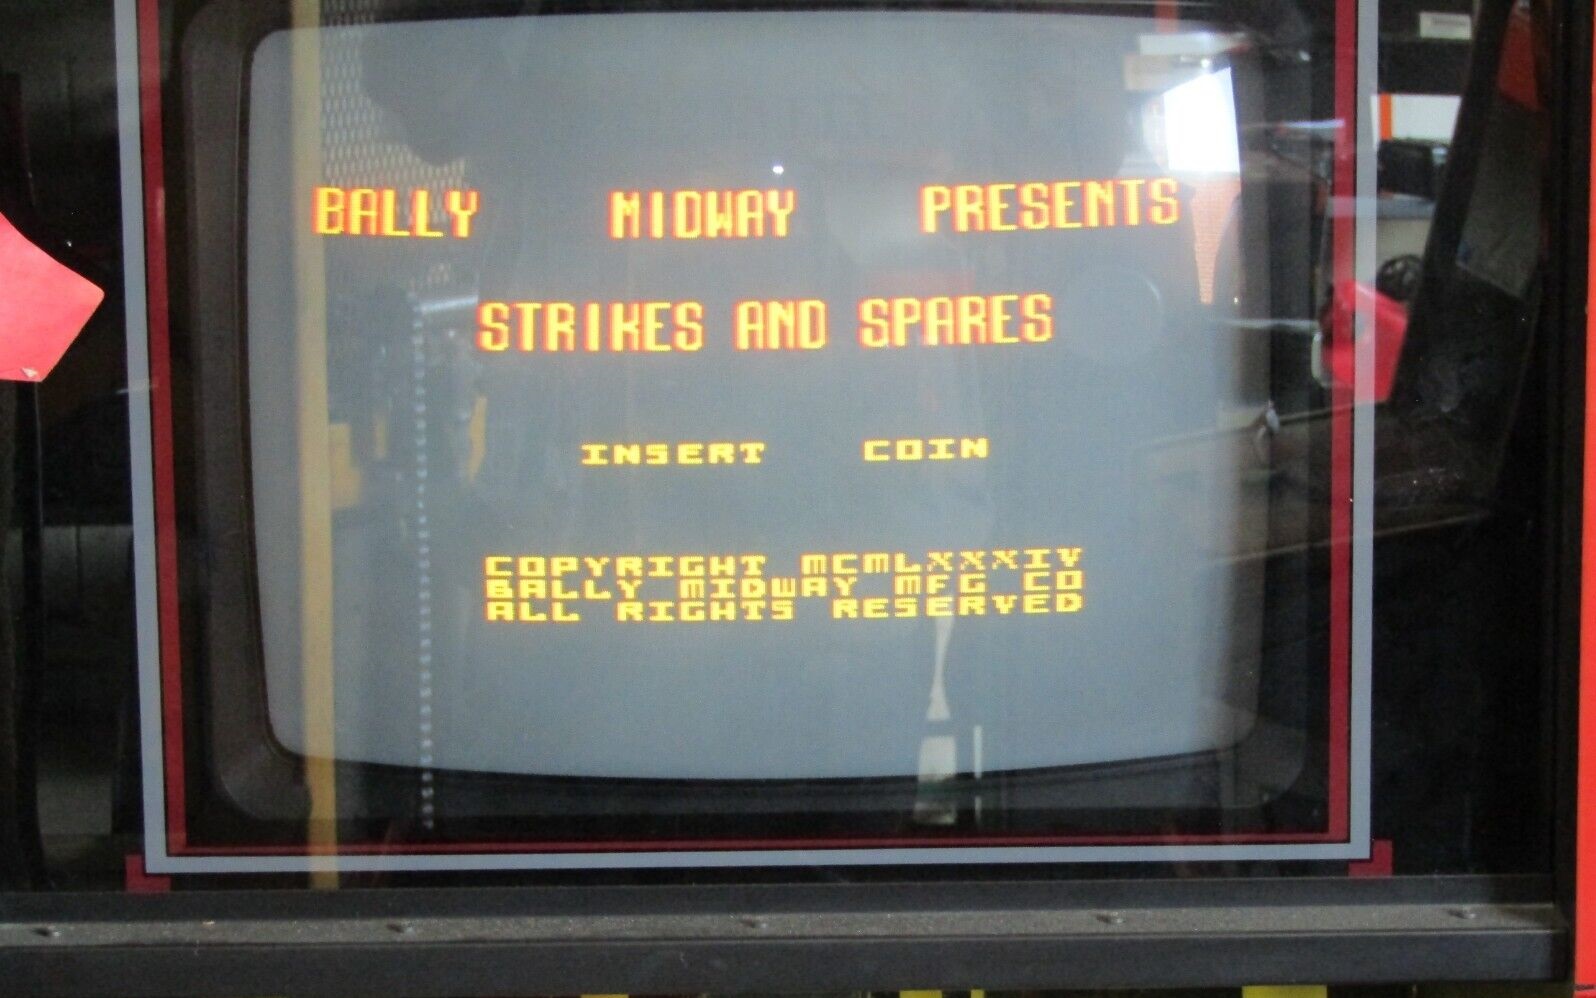 BALLY MIDWAY PRESENTS
STRIKES AND SPARES
INSERT COIN
COPYRIGHT MCMLXXXIV
BALLY MIDWAY MFG CO
ALL RIGHTS RESERVED